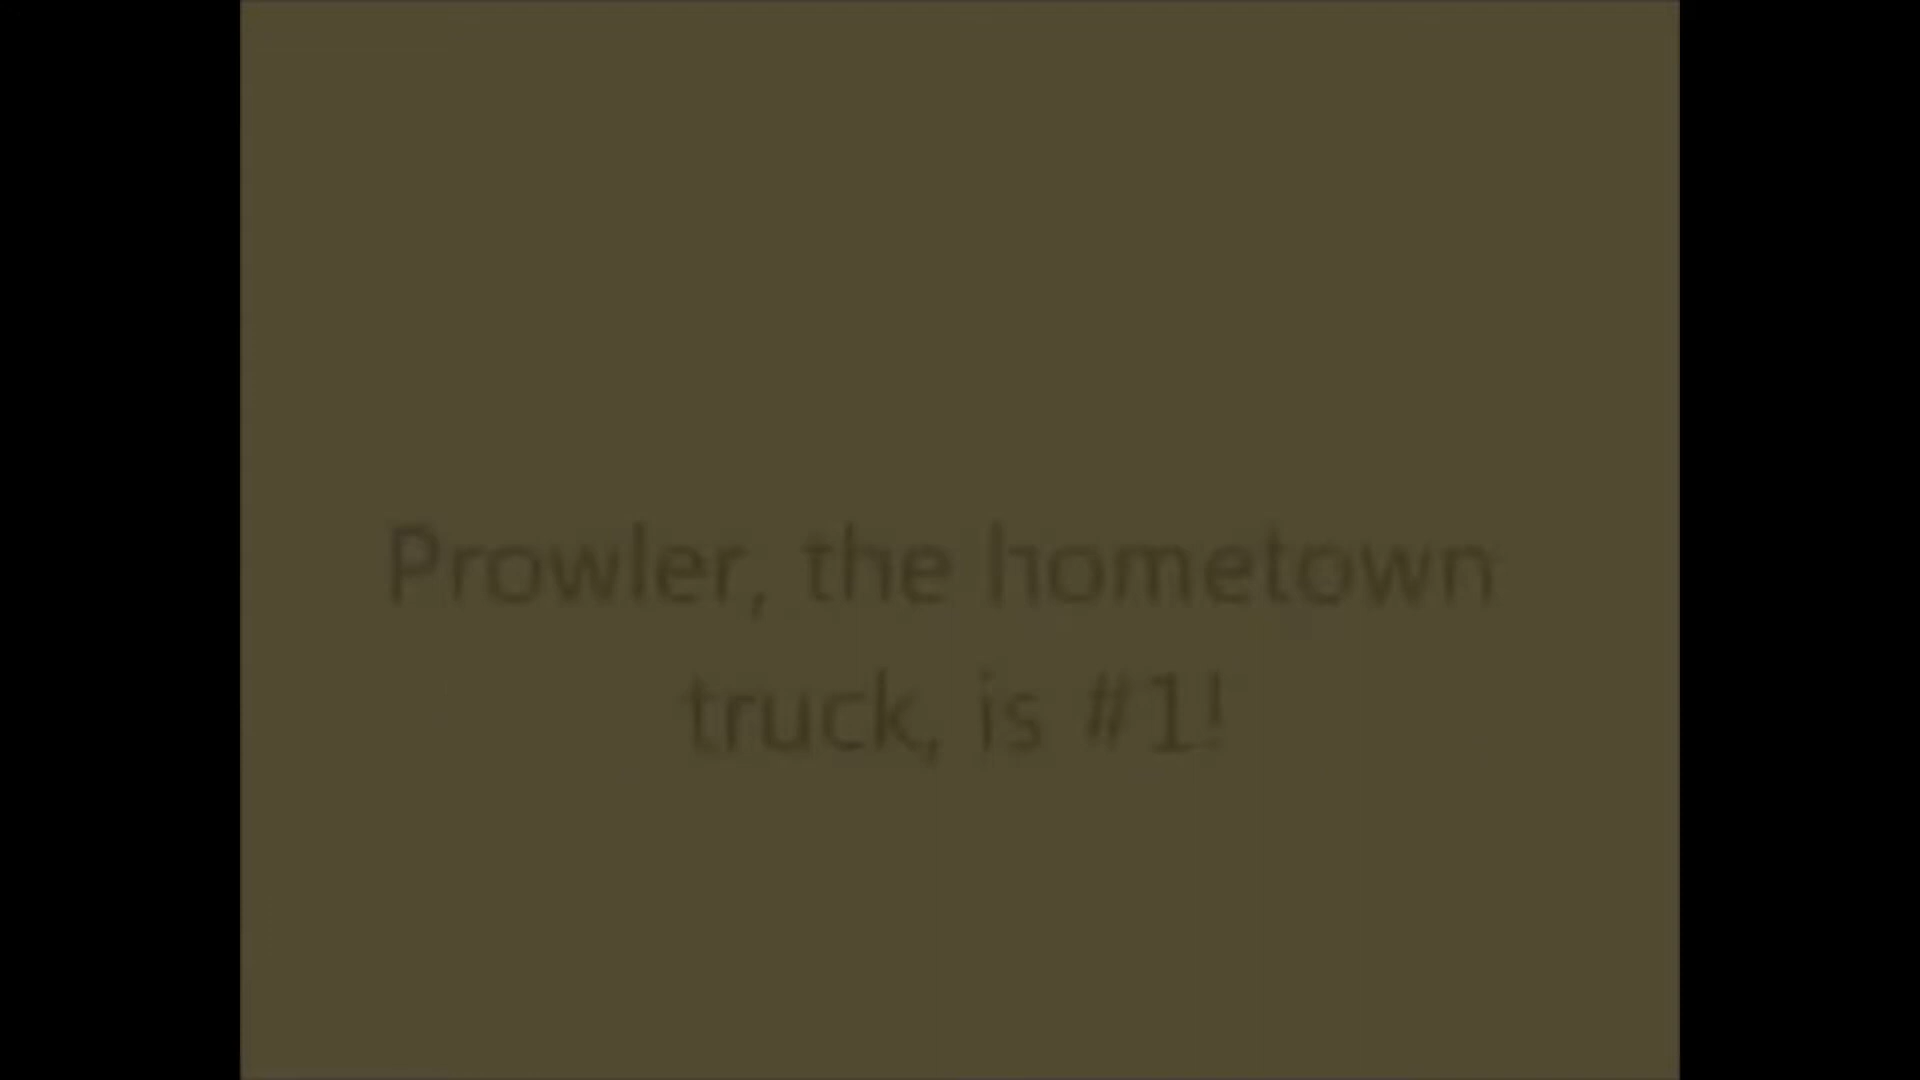 Prowler, the hometown
truck, is #1!